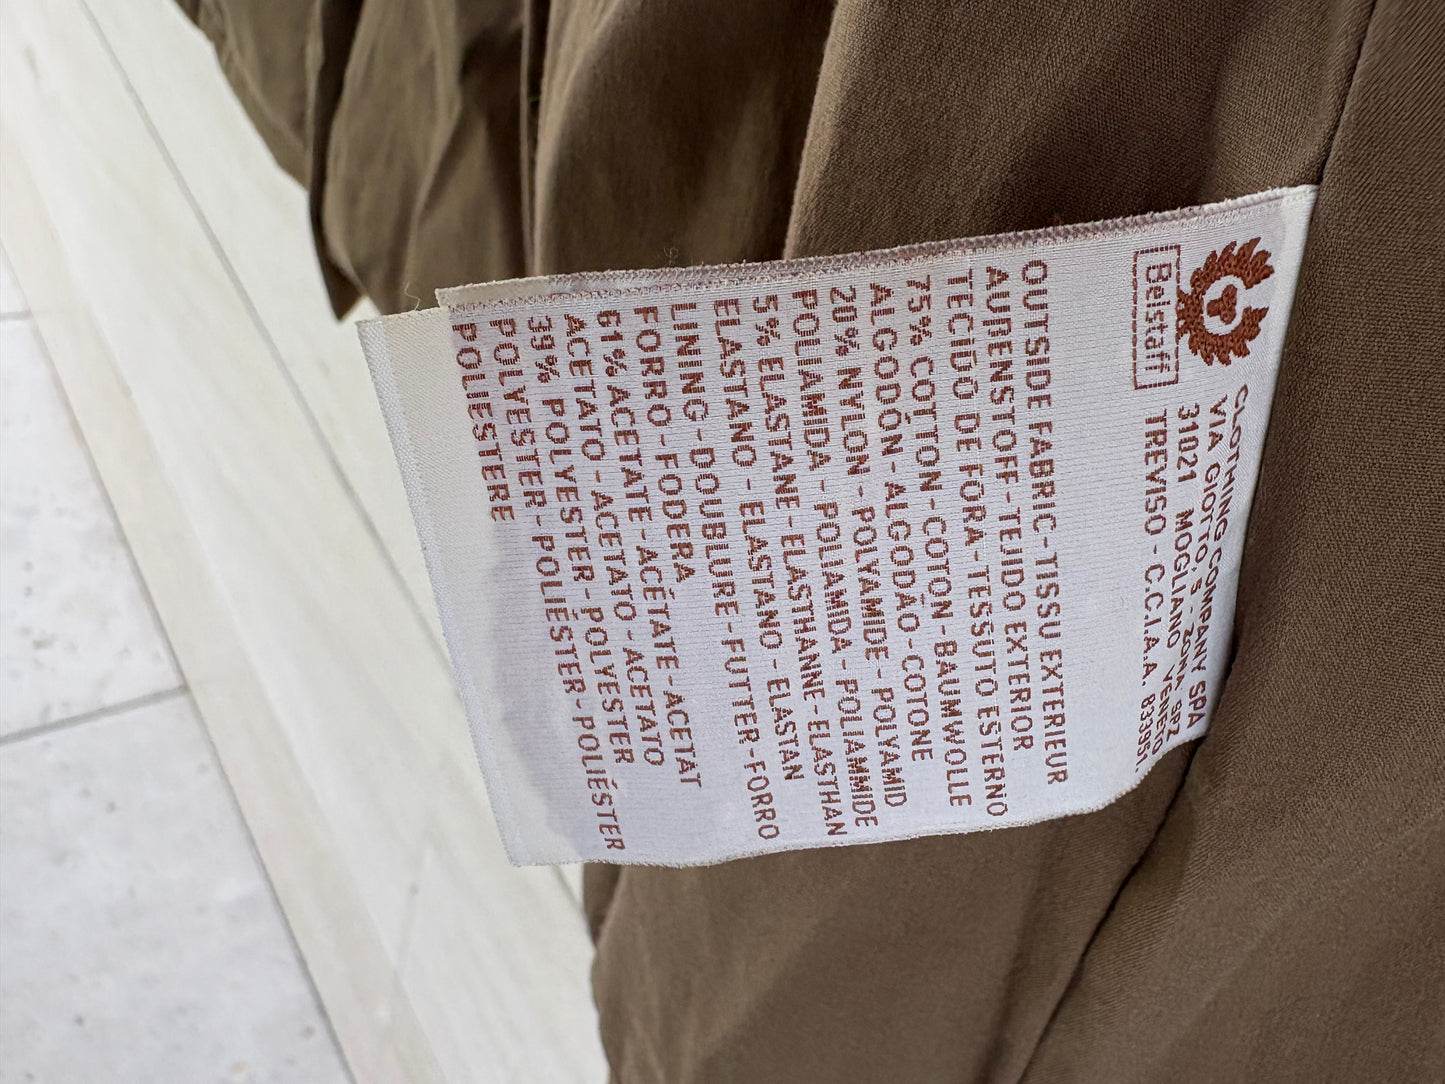 Belstaff
CLOTHING COMPANY SPA
VIA GIOTTO, 5 - ZONA SP2
31021 MOGLIANO VENETO
TREVISO - C.C.I.A.A. 833951
OUTSIDE FABRIC-TISSU EXTERIEUR
AUßENSTOFF-TEJIDO EXTERIOR
TECIDO DE FORA-TESSUTO ESTERNO
75% COTTON-COTON-BAUMWOLLE
ALGODÓN-ALGODÃO-COTONE
20% NYLON-POLYAMIDE-POLYAMID
POLIAMIDA-POLIAMIDA-POLIAMMIDE
5% ELASTANE-ELASTHANNE-ELASTHAN
ELASTANO - ELASTANO - ELASTAN
LINING-DOUBLURE-FUTTER-FORRO
FORRO-FODERA
61% ACETATE-ACÉTATE-ACETAT
ACETATO-ACETATO-ACETATO
39% POLYESTER-POLYESTER
POLYESTER-POLIÉSTER-POLIÉSTER
POLIESTERE